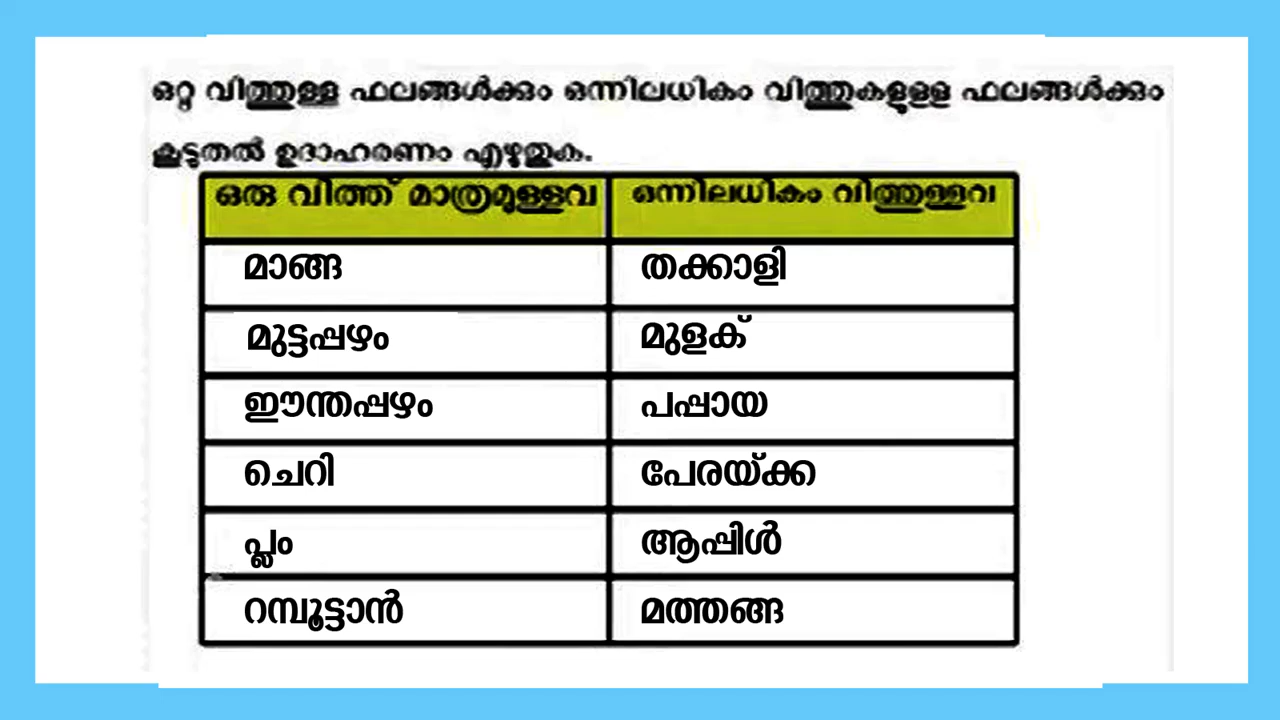 ഒറ്റ വിത്തുള്ള ഫലങ്ങൾക്കും ഒന്നിലധികം വിത്തുകളുളള ഫലങ്ങൾക്കും
കൂടുതൽ ഉദാഹരണം എഴുതുക.
ഒരു വിത്ത് മാത്രമുള്ളവ ഒന്നിലധികം വിത്തുള്ളവ
മാങ്ങ തക്കാളി
മുട്ടപ്പഴം മുളക്
ഈന്തപ്പഴം പപ്പായ
ചെറി പേരയ്ക്ക
പ്ലം ആപ്പിൾ
റമ്പൂട്ടാൻ മത്തങ്ങ